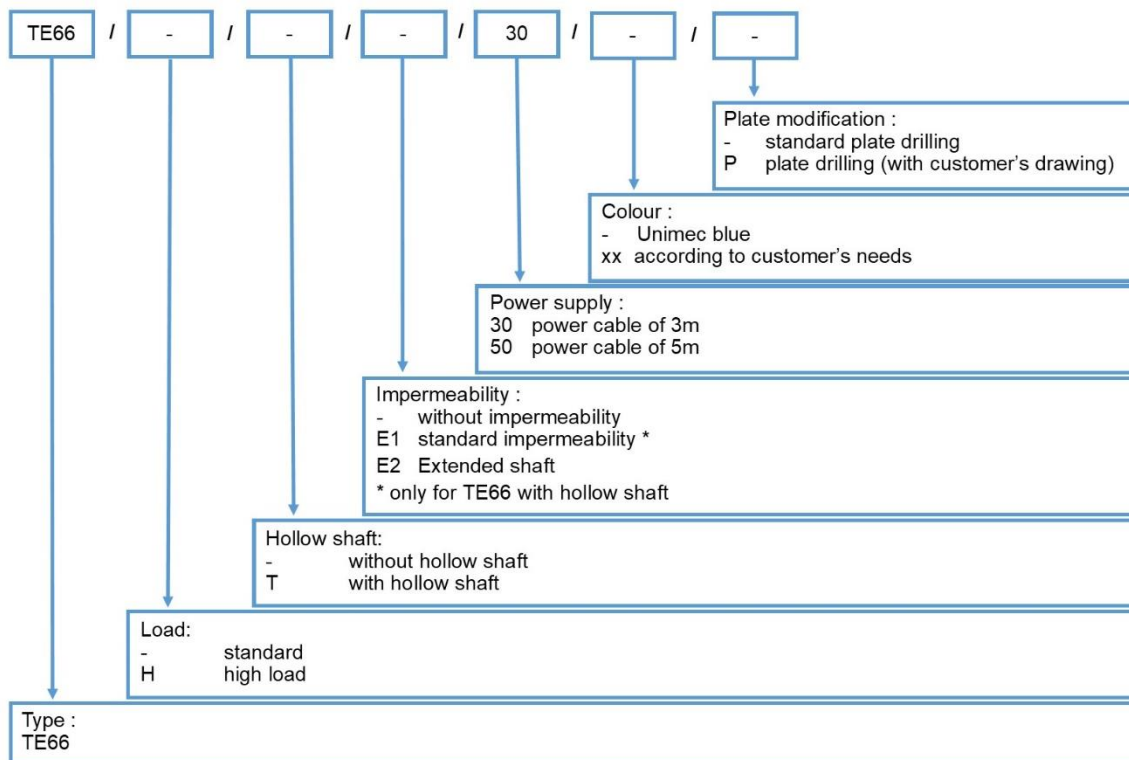 TE66 / - / - / - / 30 / - / -
Plate modification :
- standard plate drilling
P plate drilling (with customer's drawing)
Colour :
- Unimec blue
xx according to customer's needs
Power supply :
30 power cable of 3m
50 power cable of 5m
Impermeability :
- without impermeability
E1 standard impermeability *
E2 Extended shaft
* only for TE66 with hollow shaft
Hollow shaft:
- without hollow shaft
T with hollow shaft
Load:
- standard
H high load
Type :
TE66